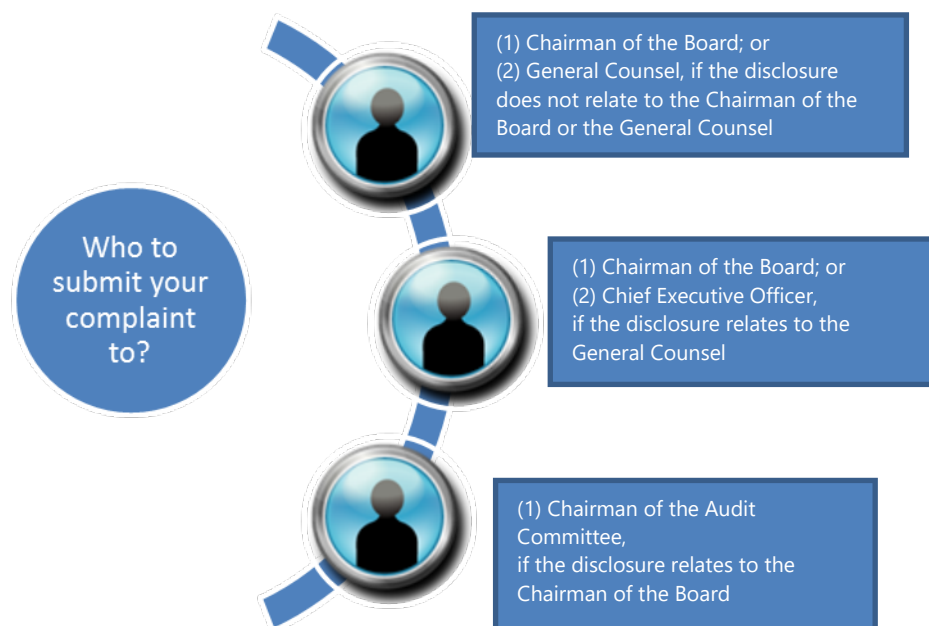 Who to
submit your
complaint
to?
(1) Chairman of the Board; or
(2) General Counsel, if the disclosure
does not relate to the Chairman of the
Board or the General Counsel
(1) Chairman of the Board; or
(2) Chief Executive Officer,
if the disclosure relates to the
General Counsel
(1) Chairman of the Audit
Committee,
if the disclosure relates to the
Chairman of the Board